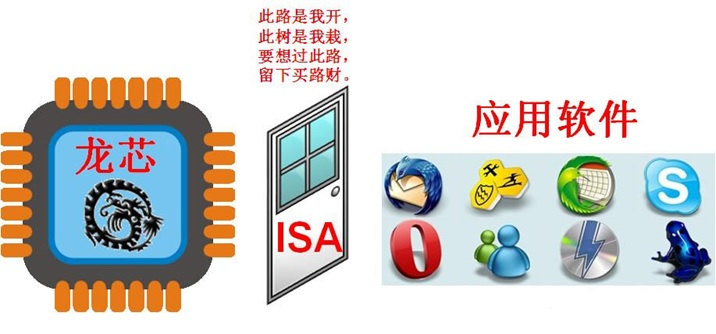 此路是我开，
此树是我栽，
要想过此路，
留下买路财。
龙芯
ISA
应用软件
S